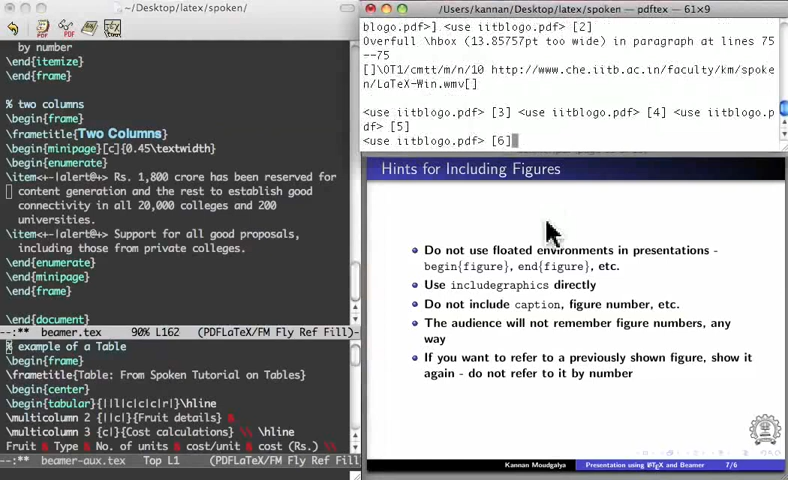 ~/Desktop/latex/spoken/
by number
\end{itemize}
\end{frame}
% two columns
\begin{frame}
\frametitle{Two Columns}
\begin{minipage}[c]{0.45\textwidth}
\begin{enumerate}
\item<+-|alert@+> Rs. 1,800 crore has been reserved for
content generation and the rest to establish good
connectivity in all 20,000 colleges and 200
universities.
\item<+-|alert@+> Support for all good proposals,
including those from private colleges.
\end{enumerate}
\end{minipage}
\end{frame}
\end{document}
--:** beamer.tex 90% L162 (PDFLaTeX/FM Fly Ref Fill)-
% example of a Table
\begin{frame}
\frametitle{Table: From Spoken Tutorial on Tables}
\begin{center}
\begin{tabular}{||l|c|c|c|r|}\hline
\multicolumn 2 {||c|}{Fruit details} &
\multicolumn 3 {c|}{Cost calculations} \\ \hline
Fruit & Type & No. of units & cost/unit & cost (Rs.) \\
--:** beamer-aux.tex Top L1 (PDFLaTeX/FM Fly Ref Fill
/Users/kannan/Desktop/latex/spoken — pdftex — 61×9
blogo.pdf>] <use iitblogo.pdf> [2]
Overfull \hbox (13.85757pt too wide) in paragraph at lines 75
--75
[]\OT1/cmtt/m/n/10 http://www.che.iitb.ac.in/faculty/km/spoke
n/LaTeX-Win.wmv[]
<use iitblogo.pdf> [3] <use iitblogo.pdf> [4] <use iitblogo.p
df> [5]
<use iitblogo.pdf> [6]
Hints for Including Figures
Do not use floated environments in presentations -
begin{figure}, end{figure}, etc.
Use includegraphics directly
Do not include caption, figure number, etc.
The audience will not remember figure numbers, any
way
If you want to refer to a previously shown figure, show it
again - do not refer to it by number
Kannan Moudgalya Presentation using LATEX and Beamer 7/6